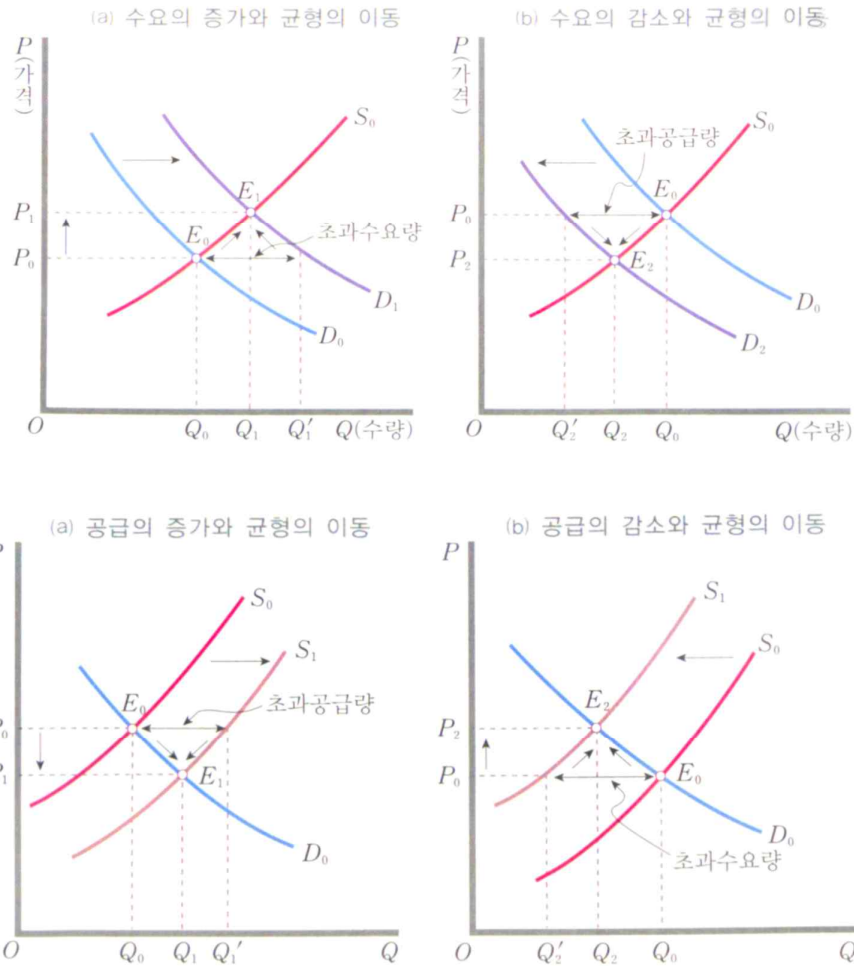 (a) 수요의 증가와 균형의 이동
P(가격)
S₀
E₁
P₁
E₀
초과수요량
P₀
D₁
D₀
O Q₀ Q₁ Q₁′ Q(수량)
(b) 수요의 감소와 균형의 이동
P(가격)
S₀
초과공급량
P₀
E₀
P₂
E₂
D₀
D₂
O Q₂′ Q₂ Q₀ Q(수량)
(a) 공급의 증가와 균형의 이동
P
S₀
S₁
E₀
초과공급량
P₀
P₁
E₁
D₀
O Q₀ Q₁ Q₁′ Q
(b) 공급의 감소와 균형의 이동
P
S₁
S₀
E₂
P₂
P₀
E₀
D₀
초과수요량
O Q₂′ Q₂ Q₀ Q